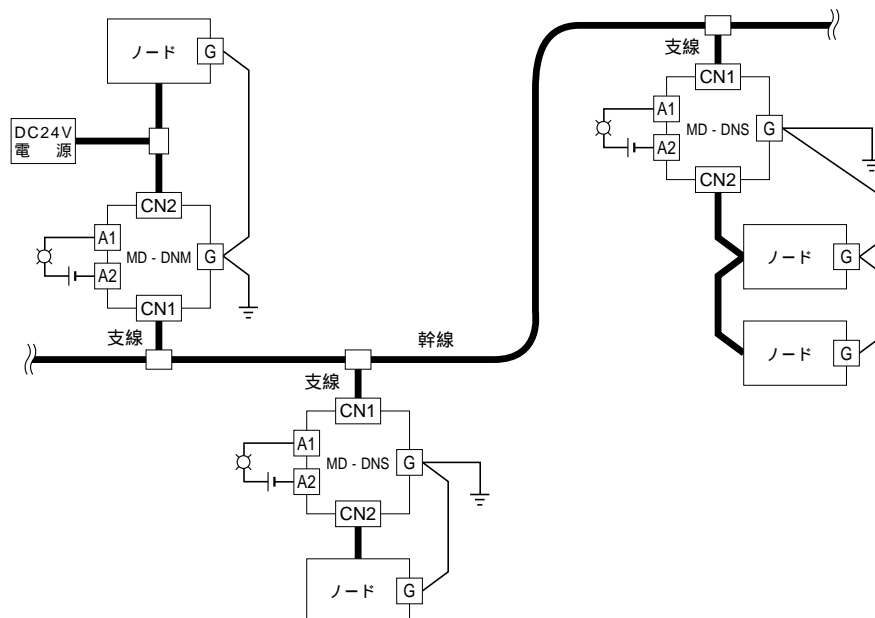 ノード
G
DC24V
電　源
CN2
A1
MD - DNM
G
A2
CN1
支線
幹線
支線
CN1
A1
MD - DNS
G
A2
CN2
ノード
G
支線
CN1
A1
MD - DNS
G
A2
CN2
ノード
G
ノード
G